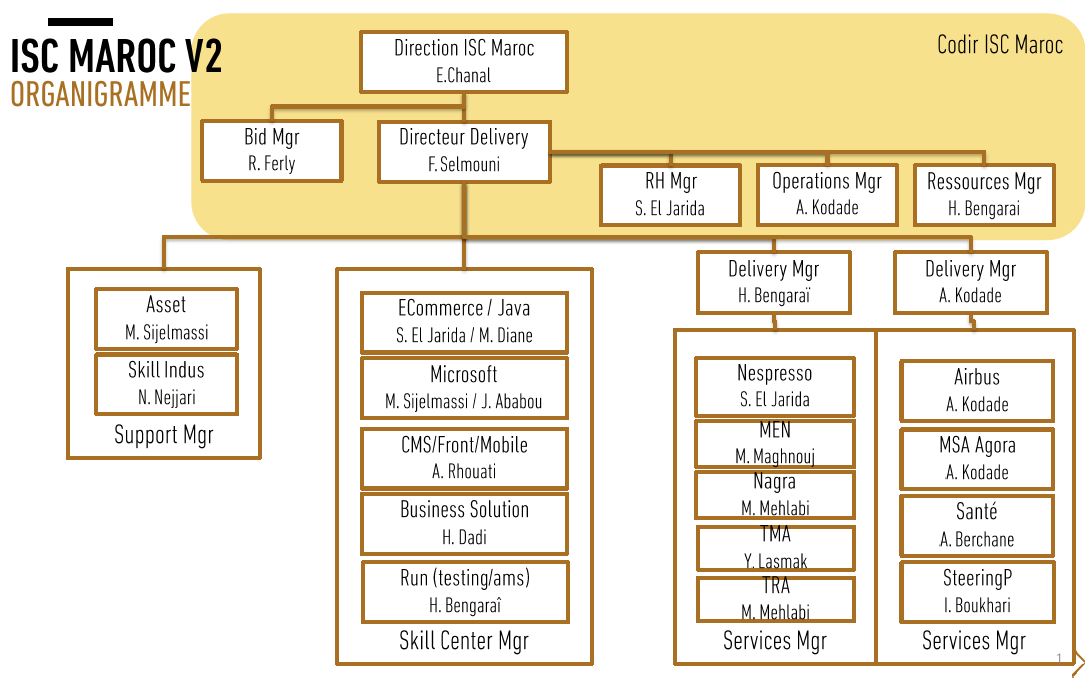 ISC MAROC V2
ORGANIGRAMME
Codir ISC Maroc
Direction ISC Maroc
E.Chanal
Bid Mgr
R. Ferly
Directeur Delivery
F. Selmouni
RH Mgr
S. El Jarida
Operations Mgr
A. Kodade
Ressources Mgr
H. Bengarai
Delivery Mgr
H. Bengaraï
Delivery Mgr
A. Kodade
Asset
M. Sijelmassi
Skill Indus
N. Nejjari
Support Mgr
ECommerce / Java
S. El Jarida / M. Diane
Microsoft
M. Sijelmassi / J. Ababou
CMS/Front/Mobile
A. Rhouati
Business Solution
H. Dadi
Run (testing/ams)
H. Bengaraî
Skill Center Mgr
Nespresso
S. El Jarida
MEN
M. Maghnouj
Nagra
M. Mehlabi
TMA
Y. Lasmak
TRA
M. Mehlabi
Services Mgr
Airbus
A. Kodade
MSA Agora
A. Kodade
Santé
A. Berchane
SteeringP
I. Boukhari
Services Mgr
1